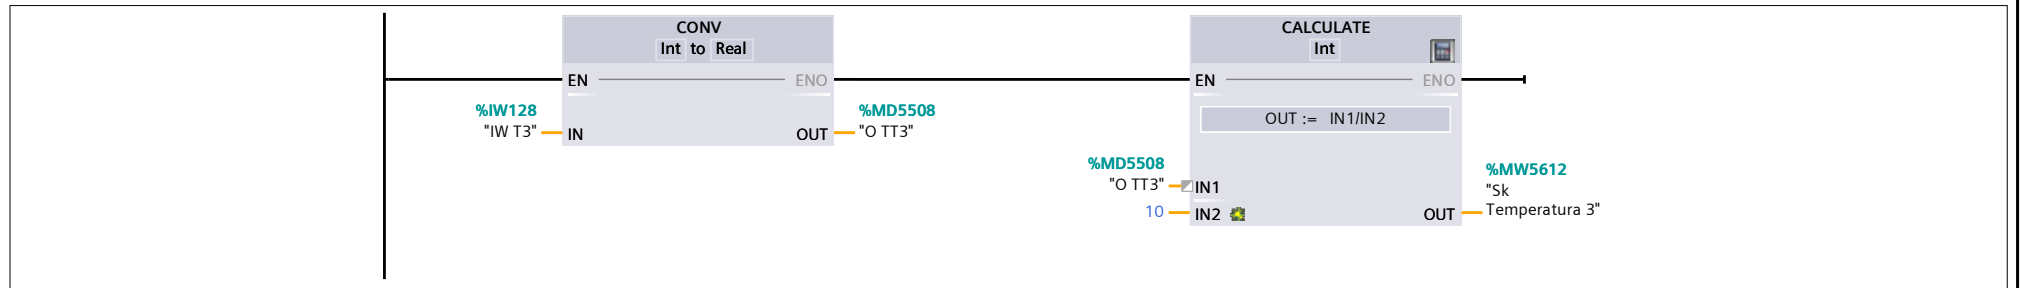 CONV
Int to Real
EN
ENO
%IW128
"IW T3"
IN
OUT
%MD5508
"O TT3"
CALCULATE
Int
EN
ENO
OUT := IN1/IN2
%MD5508
"O TT3"
IN1
10
IN2
OUT
%MW5612
"Sk
Temperatura 3"